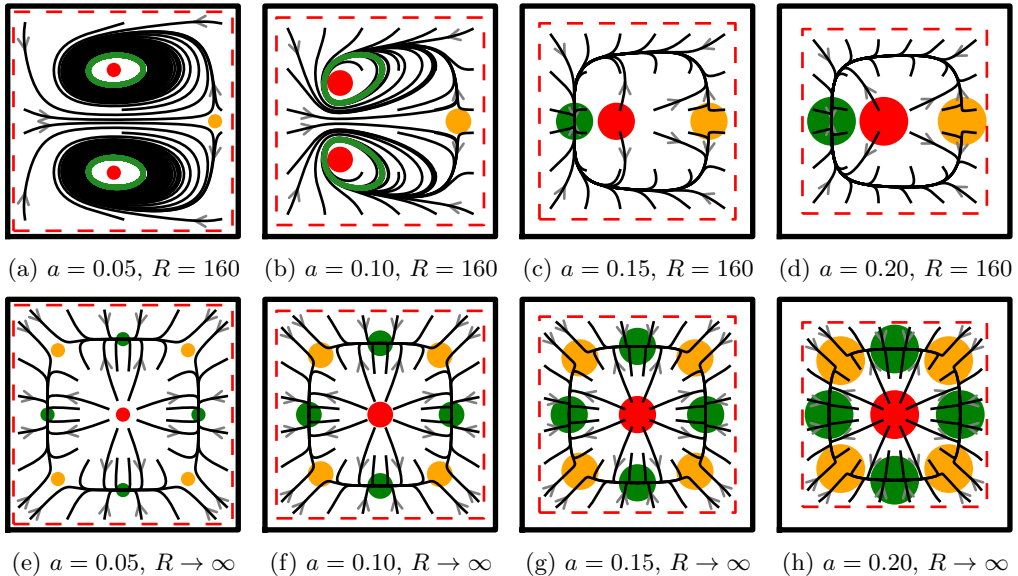 (a) a = 0.05, R = 160 (b) a = 0.10, R = 160 (c) a = 0.15, R = 160 (d) a = 0.20, R = 160
(e) a = 0.05, R → ∞ (f) a = 0.10, R → ∞ (g) a = 0.15, R → ∞ (h) a = 0.20, R → ∞